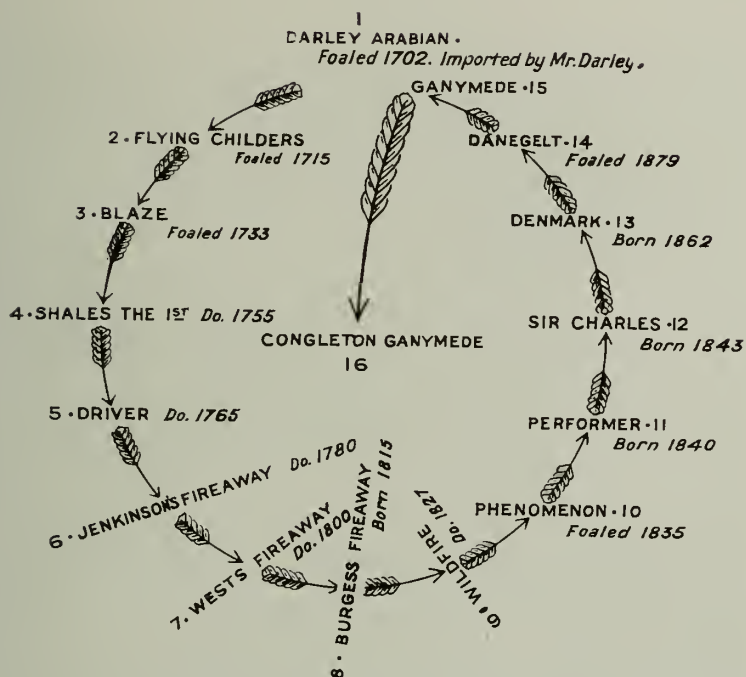 1
DARLEY ARABIAN.
Foaled 1702. Imported by Mr. Darley.
2 · FLYING CHILDERS
Foaled 1715
3 · BLAZE
Foaled 1733
4 · SHALES THE 1ST Do. 1755
5 · DRIVER Do. 1765
6 · JENKINSONS FIREAWAY Do. 1780
7. WESTS FIREAWAY
Do. 1800
8 · BURGESS FIREAWAY
Born 1815
9 · WILDFIRE
Do. 1827
PHENOMENON · 10
Foaled 1835
PERFORMER · 11
Born 1840
SIR CHARLES · 12
Born 1843
DENMARK · 13
Born 1862
DANEGELT · 14
Foaled 1879
GANYMEDE · 15
CONGLETON GANYMEDE
16